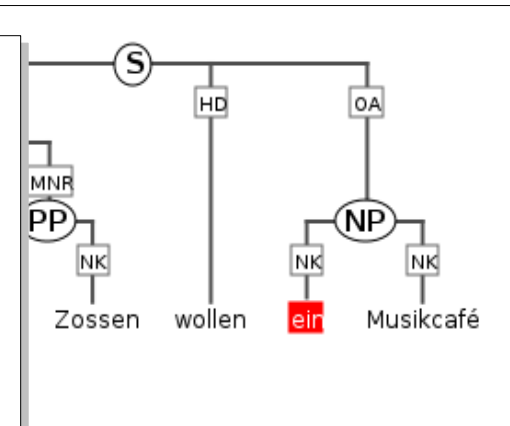 S
HD OA
MNR
PP NP
NK NK NK
Zossen wollen ein Musikcafé